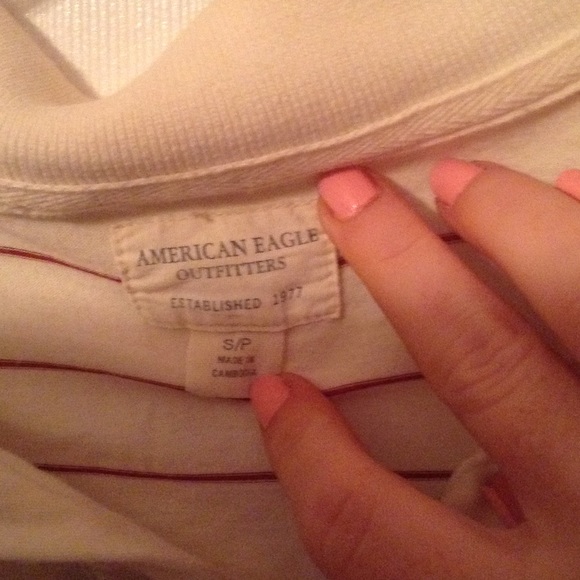 AMERICAN EAGLE
OUTFITTERS
ESTABLISHED 1977
S/P
MADE IN
CAMBODIA